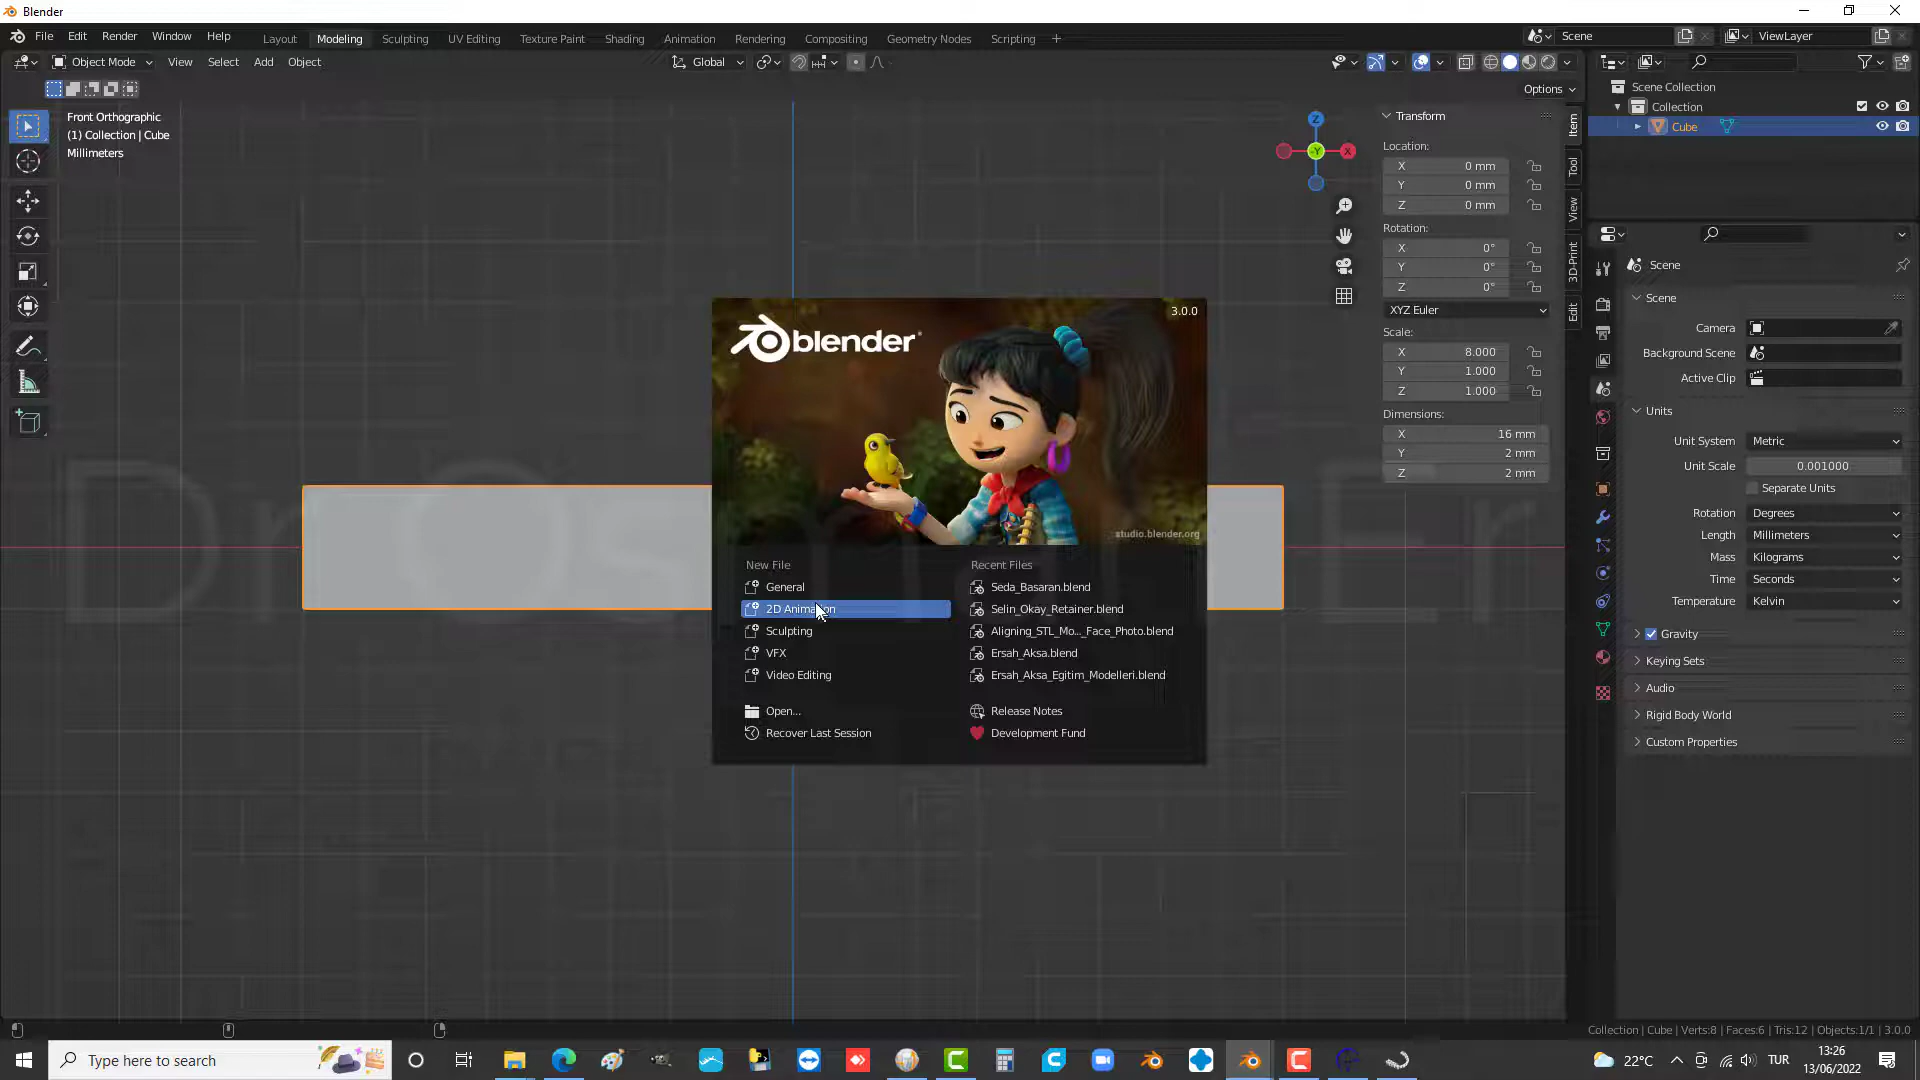 Blender
File Edit Render Window Help Layout Modeling Sculpting UV Editing Texture Paint Shading Animation Rendering Compositing Geometry Nodes Scripting + Scene ViewLayer
Object Mode View Select Add Object Global
Options
Front Orthographic
(1) Collection | Cube
Millimeters
Transform
Location:
X 0 mm
Y 0 mm
Z 0 mm
Rotation:
X 0°
Y 0°
Z 0°
XYZ Euler
Scale:
X 8.000
Y 1.000
Z 1.000
Dimensions:
X 16 mm
Y 2 mm
Z 2 mm
Item
Tool
View
3D-Print
Edit
Z
-Y
X
Scene Collection
Collection
Cube
Scene
Scene
Camera
Background Scene
Active Clip
Units
Unit System Metric
Unit Scale 0.001000
Separate Units
Rotation Degrees
Length Millimeters
Mass Kilograms
Time Seconds
Temperature Kelvin
Gravity
Keying Sets
Audio
Rigid Body World
Custom Properties
blender
3.0.0
studio.blender.org
New File
General
2D Animation
Sculpting
VFX
Video Editing
Open...
Recover Last Session
Recent Files
Seda_Basaran.blend
Selin_Okay_Retainer.blend
Aligning_STL_Mo..._Face_Photo.blend
Ersah_Aksa.blend
Ersah_Aksa_Egitim_Modelleri.blend
Release Notes
Development Fund
Collection | Cube | Verts:8 | Faces:6 | Tris:12 | Objects:1/1 | 3.0.0
Type here to search
22°C
TUR
13:26
13/06/2022